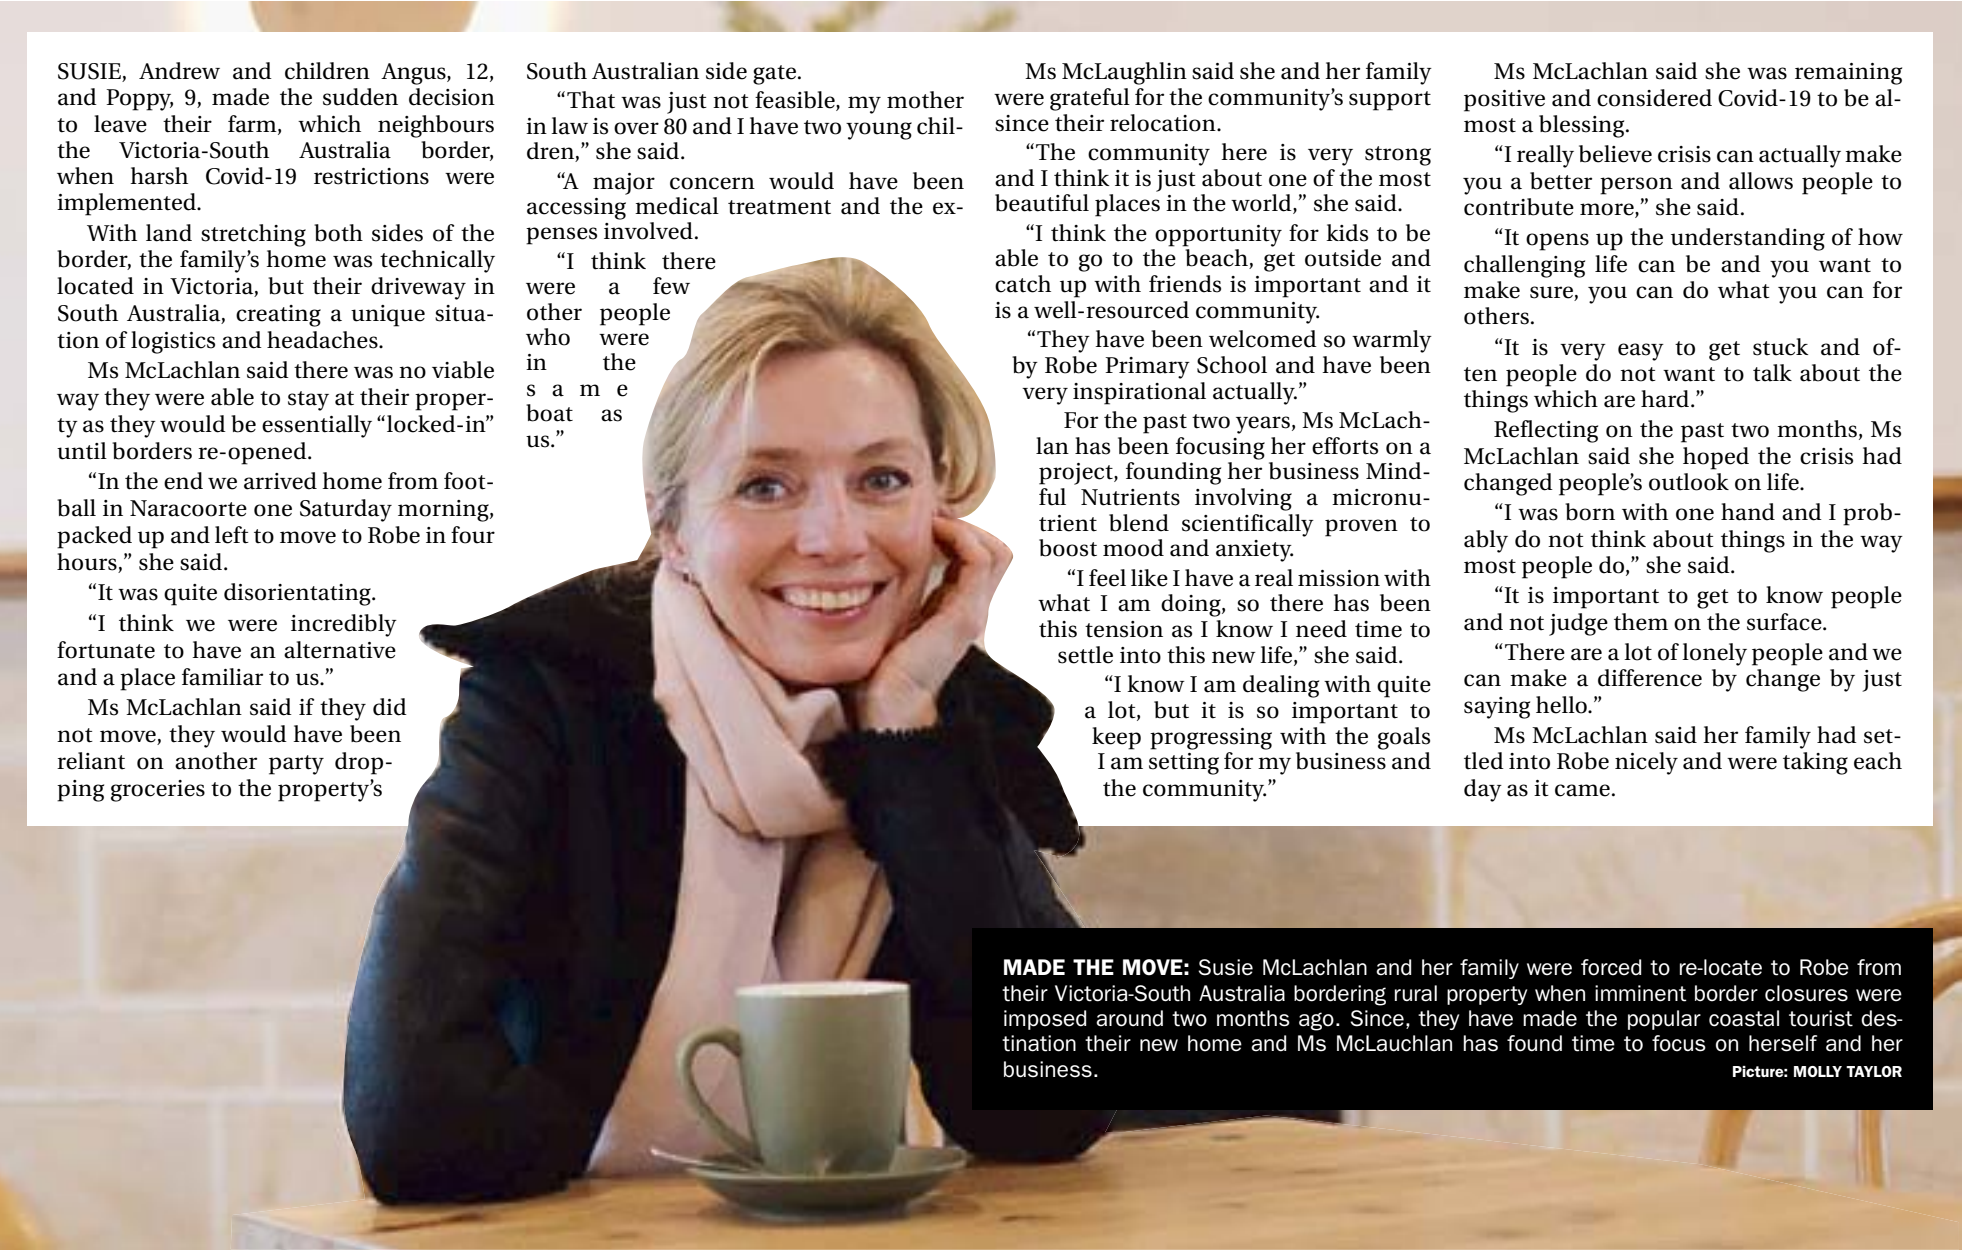 SUSIE, Andrew and children Angus, 12,
and Poppy, 9, made the sudden decision
to leave their farm, which neighbours
the Victoria-South Australia border,
when harsh Covid-19 restrictions were
implemented.
With land stretching both sides of the
border, the family's home was technically
located in Victoria, but their driveway in
South Australia, creating a unique situa-
tion of logistics and headaches.
Ms McLachlan said there was no viable
way they were able to stay at their proper-
ty as they would be essentially “locked-in”
until borders re-opened.
“In the end we arrived home from foot-
ball in Naracoorte one Saturday morning,
packed up and left to move to Robe in four
hours,” she said.
“It was quite disorientating.
“I think we were incredibly
fortunate to have an alternative
and a place familiar to us.”
Ms McLachlan said if they did
not move, they would have been
reliant on another party drop-
ping groceries to the property's
South Australian side gate.
“That was just not feasible, my mother
in law is over 80 and I have two young chil-
dren,” she said.
“A major concern would have been
accessing medical treatment and the ex-
penses involved.
“I think there
were a few
other people
who were
in the
same
boat as
us.”
Ms McLaughlin said she and her family
were grateful for the community's support
since their relocation.
“The community here is very strong
and I think it is just about one of the most
beautiful places in the world,” she said.
“I think the opportunity for kids to be
able to go to the beach, get outside and
catch up with friends is important and it
is a well-resourced community.
“They have been welcomed so warmly
by Robe Primary School and have been
very inspirational actually.”
For the past two years, Ms McLach-
lan has been focusing her efforts on a
project, founding her business Mind-
ful Nutrients involving a micronu-
trient blend scientifically proven to
boost mood and anxiety.
“I feel like I have a real mission with
what I am doing, so there has been
this tension as I know I need time to
settle into this new life,” she said.
“I know I am dealing with quite
a lot, but it is so important to
keep progressing with the goals
I am setting for my business and
the community.”
Ms McLachlan said she was remaining
positive and considered Covid-19 to be al-
most a blessing.
“I really believe crisis can actually make
you a better person and allows people to
contribute more,” she said.
“It opens up the understanding of how
challenging life can be and you want to
make sure, you can do what you can for
others.
“It is very easy to get stuck and of-
ten people do not want to talk about the
things which are hard.”
Reflecting on the past two months, Ms
McLachlan said she hoped the crisis had
changed people's outlook on life.
“I was born with one hand and I prob-
ably do not think about things in the way
most people do,” she said.
“It is important to get to know people
and not judge them on the surface.
“There are a lot of lonely people and we
can make a difference by change by just
saying hello.”
Ms McLachlan said her family had set-
tled into Robe nicely and were taking each
day as it came.
MADE THE MOVE: Susie McLachlan and her family were forced to re-locate to Robe from
their Victoria-South Australia bordering rural property when imminent border closures were
imposed around two months ago. Since, they have made the popular coastal tourist des-
tination their new home and Ms McLauchlan has found time to focus on herself and her
business. Picture: MOLLY TAYLOR